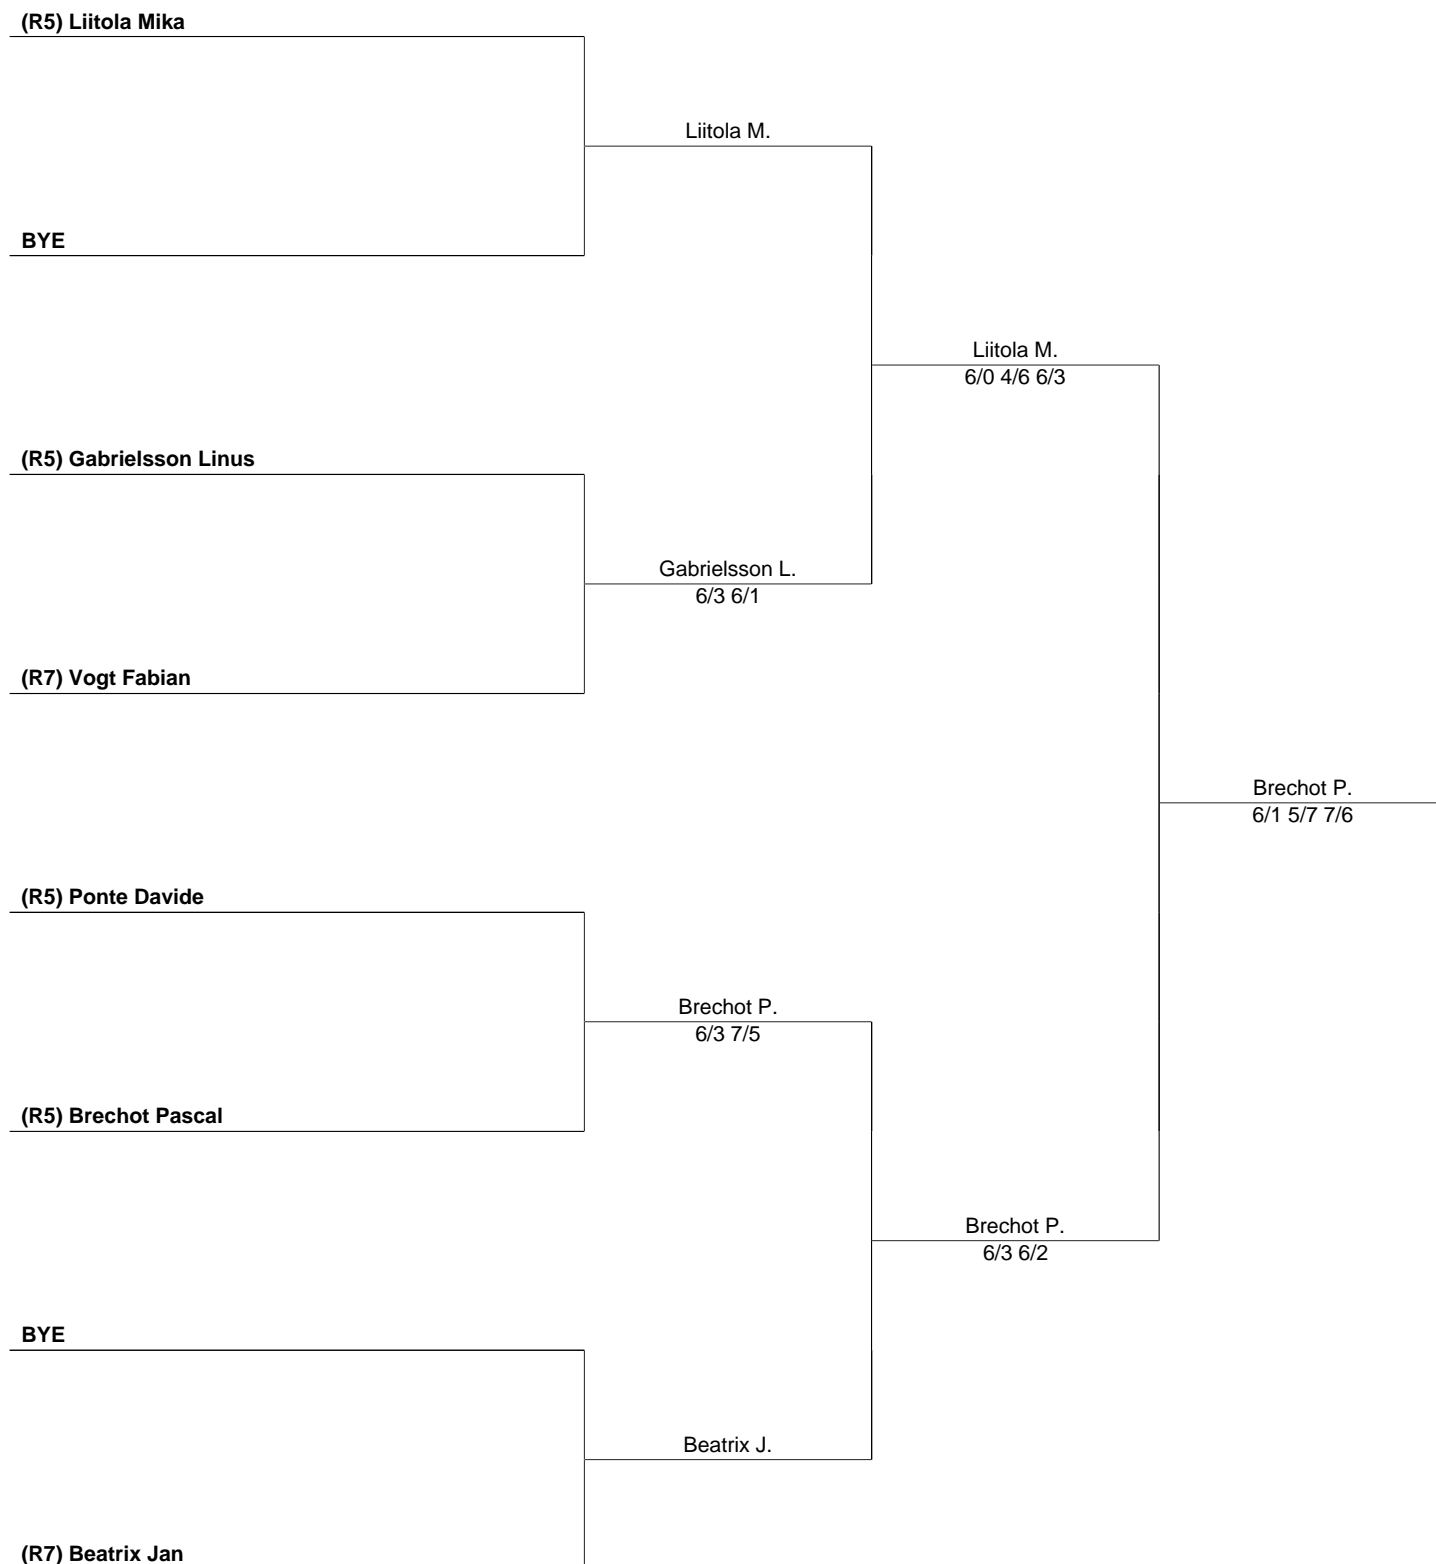 (R5) Liitola Mika
Liitola M.
BYE
Liitola M.
6/0 4/6 6/3
(R5) Gabrielsson Linus
Gabrielsson L.
6/3 6/1
(R7) Vogt Fabian
Brechot P.
6/1 5/7 7/6
(R5) Ponte Davide
Brechot P.
6/3 7/5
(R5) Brechot Pascal
Brechot P.
6/3 6/2
BYE
Beatrix J.
(R7) Beatrix Jan